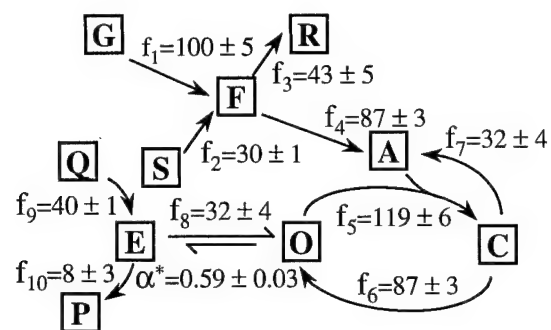 G
R
f₁=100 ± 5
f₃=43 ± 5
F
f₄=87 ± 3
f₇=32 ± 4
S
f₂=30 ± 1
A
Q
f₉=40 ± 1
f₈=32 ± 4
f₅=119 ± 6
E
O
C
f₁₀=8 ± 3
α*=0.59 ± 0.03
f₆=87 ± 3
P